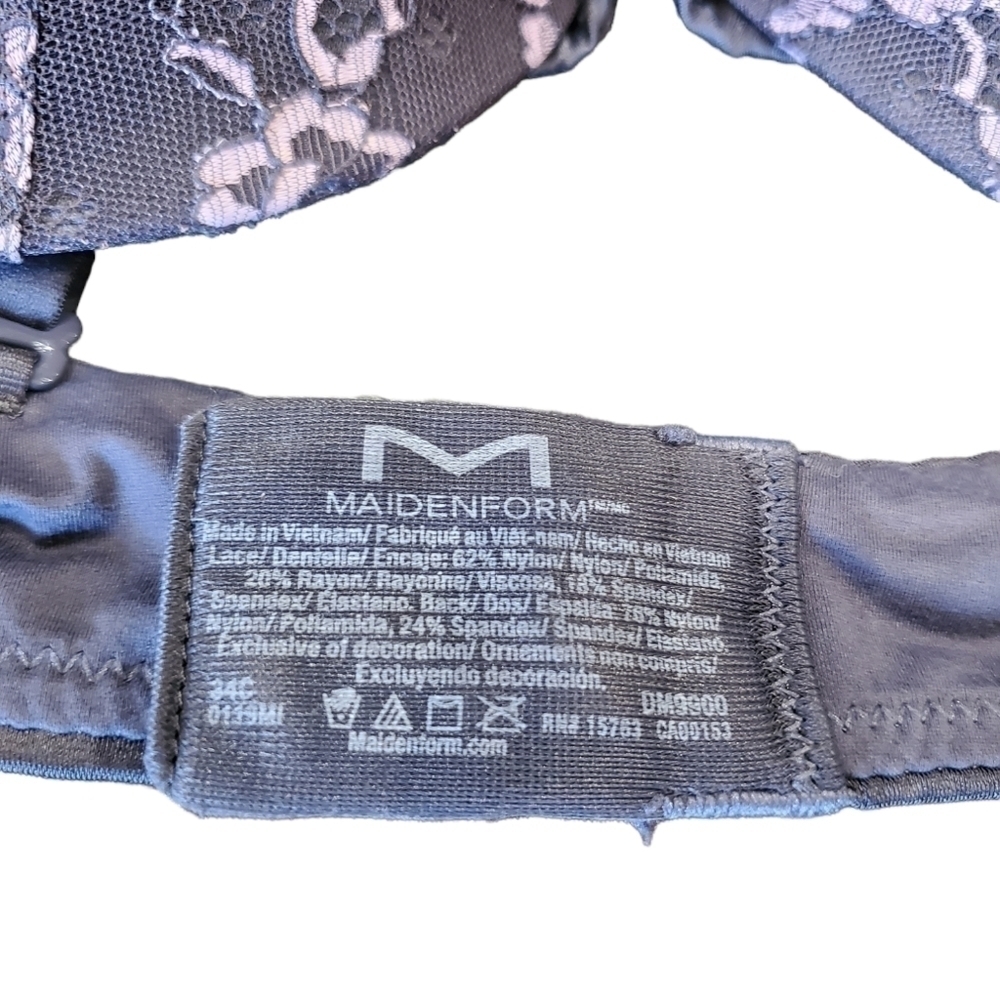 M
MAIDENFORM
Made in Vietnam/ Fabriqué au Viêt-nam/ Hecho en Vietnam
Lace/ Dentelle/ Encaje: 62% Nylon/ Nylon/ Poliamida,
20% Rayon/ Rayonne/ Viscosa, 18% Spandex/
Spandex/ Elastano. Back/ Dos/ Espalda: 76% Nylon/
Nylon/ Poliamida, 24% Spandex/ Spandex/ Elastano.
Exclusive of decoration/ Ornements non compris/
Excluyendo decoración.
34C DM9900
RN# 15763 CA00153
Maidenform.com